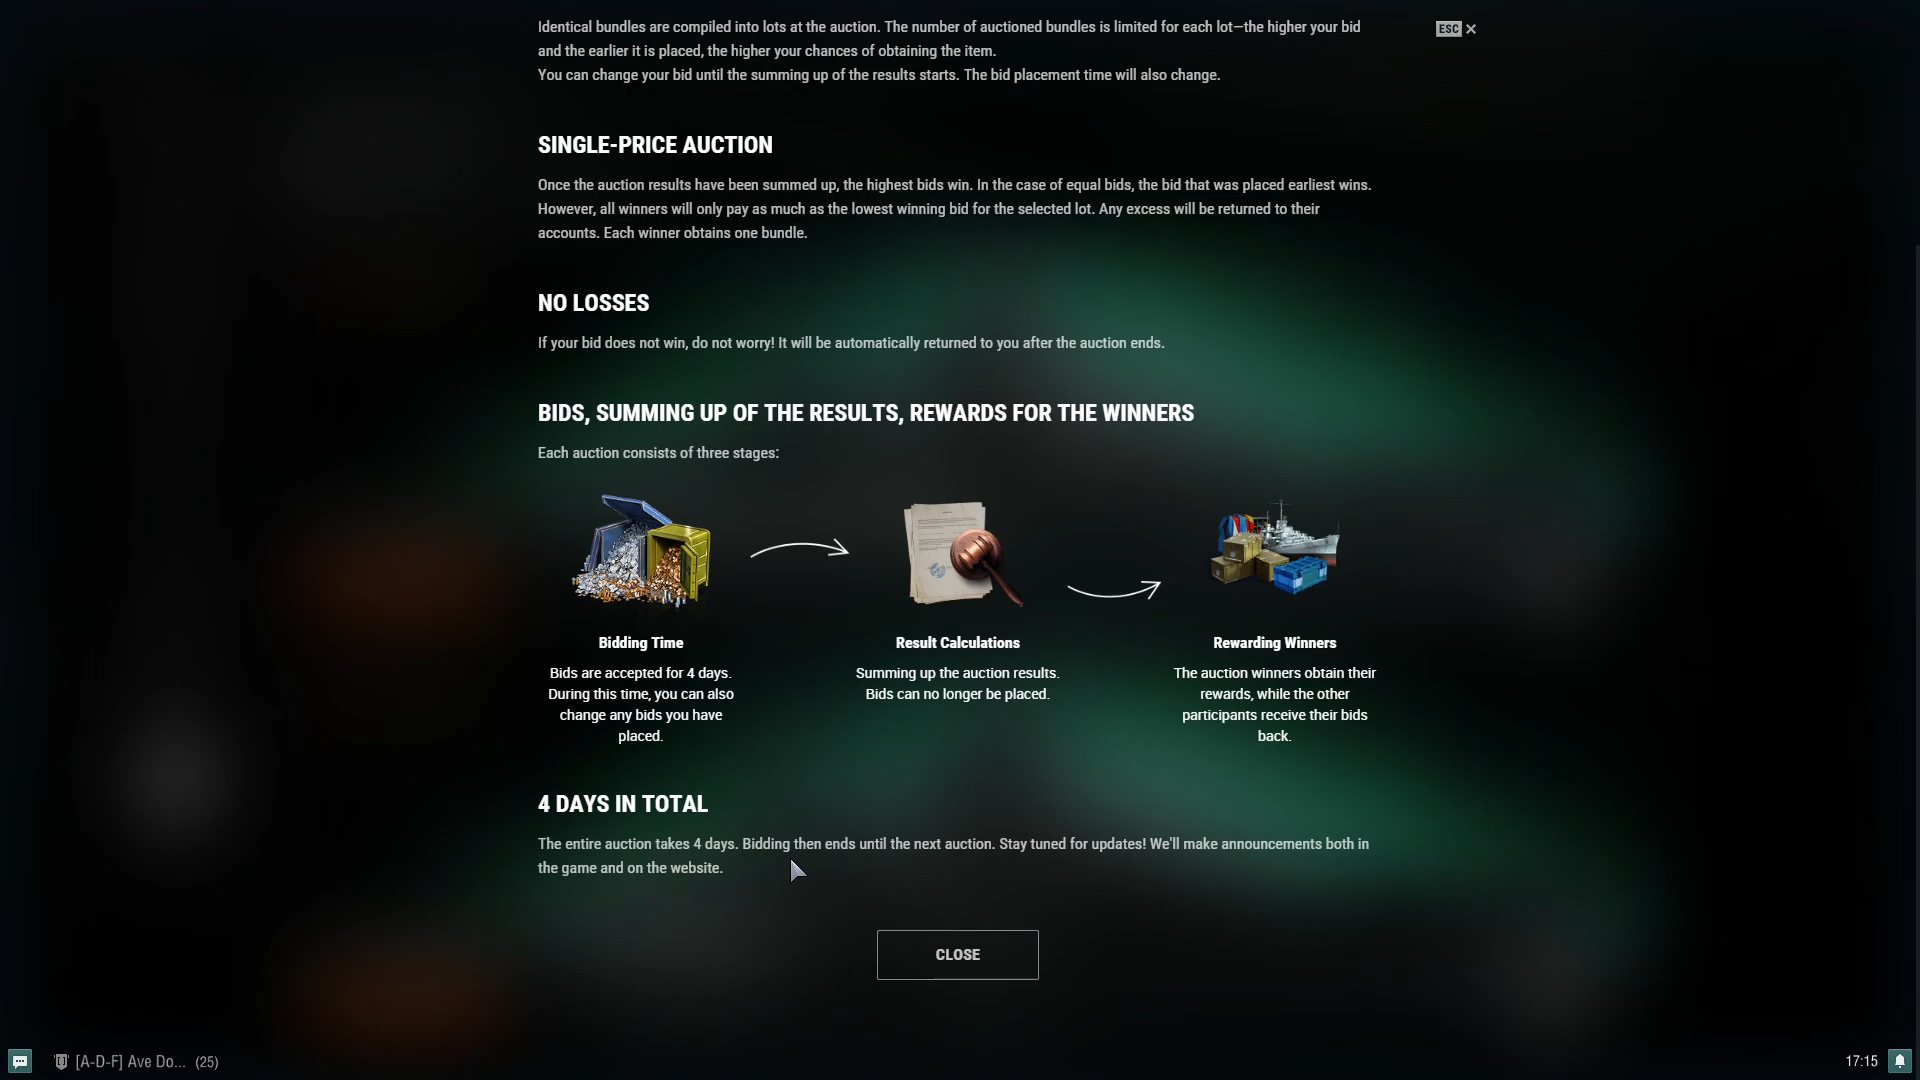 Identical bundles are compiled into lots at the auction. The number of auctioned bundles is limited for each lot—the higher your bid
and the earlier it is placed, the higher your chances of obtaining the item.
You can change your bid until the summing up of the results starts. The bid placement time will also change.
ESC
SINGLE-PRICE AUCTION
Once the auction results have been summed up, the highest bids win. In the case of equal bids, the bid that was placed earliest wins.
However, all winners will only pay as much as the lowest winning bid for the selected lot. Any excess will be returned to their
accounts. Each winner obtains one bundle.
NO LOSSES
If your bid does not win, do not worry! It will be automatically returned to you after the auction ends.
BIDS, SUMMING UP OF THE RESULTS, REWARDS FOR THE WINNERS
Each auction consists of three stages:
Bidding Time
Bids are accepted for 4 days.
During this time, you can also
change any bids you have
placed.
Result Calculations
Summing up the auction results.
Bids can no longer be placed.
Rewarding Winners
The auction winners obtain their
rewards, while the other
participants receive their bids
back.
4 DAYS IN TOTAL
The entire auction takes 4 days. Bidding then ends until the next auction. Stay tuned for updates! We'll make announcements both in
the game and on the website.
CLOSE
[A-D-F] Ave Do... (25)
17:15